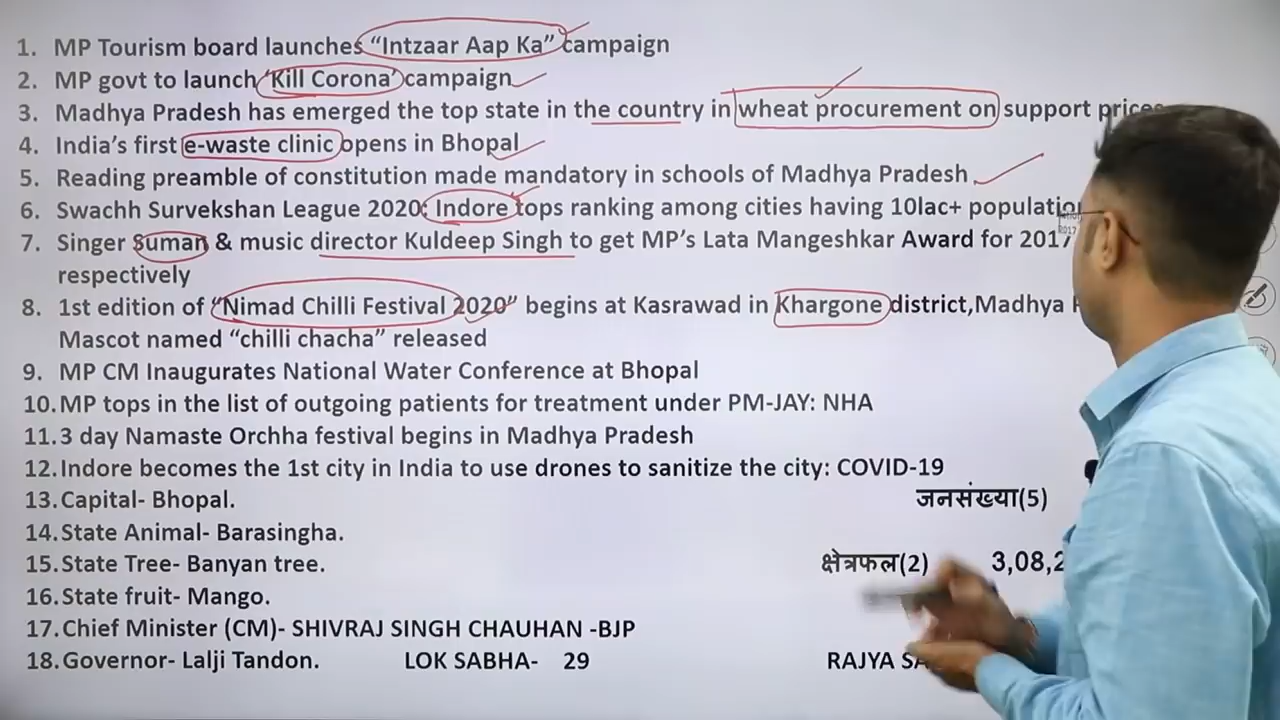 1. MP Tourism board launches “Intzaar Aap Ka” campaign
2. MP govt to launch ‘Kill Corona’ campaign
3. Madhya Pradesh has emerged the top state in the country in wheat procurement on support prices
4. India’s first e-waste clinic opens in Bhopal
5. Reading preamble of constitution made mandatory in schools of Madhya Pradesh
6. Swachh Survekshan League 2020: Indore tops ranking among cities having 10lac+ population
7. Singer Suman & music director Kuldeep Singh to get MP’s Lata Mangeshkar Award for 2017
respectively
8. 1st edition of “Nimad Chilli Festival 2020” begins at Kasrawad in Khargone district,Madhya
Mascot named “chilli chacha” released
9. MP CM Inaugurates National Water Conference at Bhopal
10. MP tops in the list of outgoing patients for treatment under PM-JAY: NHA
11. 3 day Namaste Orchha festival begins in Madhya Pradesh
12. Indore becomes the 1st city in India to use drones to sanitize the city: COVID-19
13. Capital- Bhopal. जनसंख्या(5)
14. State Animal- Barasingha.
15. State Tree- Banyan tree. क्षेत्रफल(2) 3,08,2
16. State fruit- Mango.
17. Chief Minister (CM)- SHIVRAJ SINGH CHAUHAN -BJP
18. Governor- Lalji Tandon. LOK SABHA- 29 RAJYA